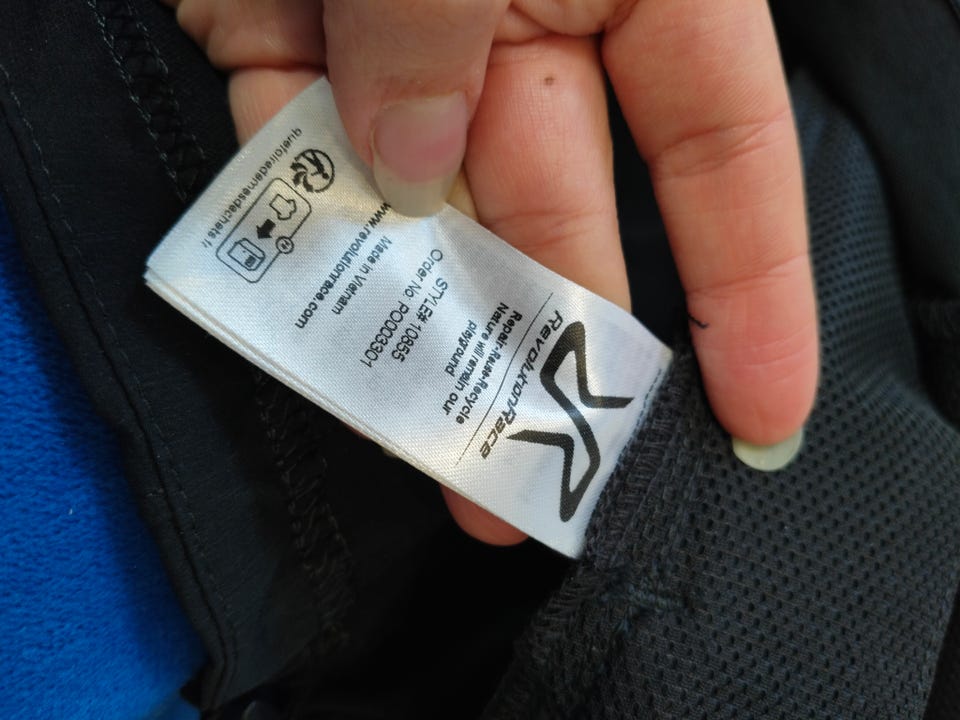 RevolutionRace
Repair-Reuse-Recycle
Nature will remain our
playground
STYLE# 10855
Order No. PO003301
Made in Vietnam
www.revolutionrace.com
FR
quefairedemesdechets.fr